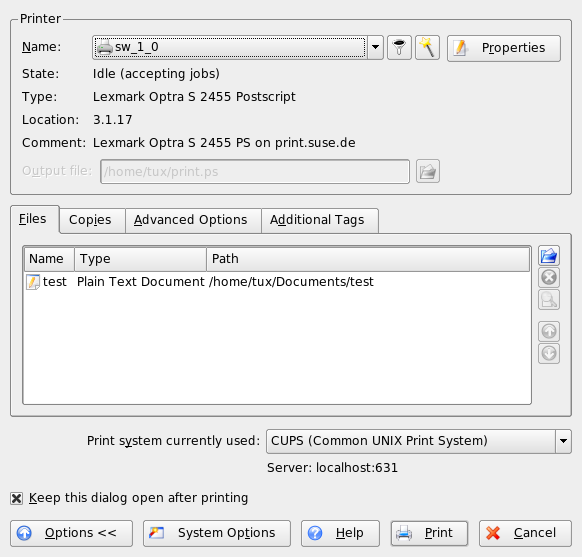 Printer
Name: sw_1_0 Properties
State: Idle (accepting jobs)
Type: Lexmark Optra S 2455 Postscript
Location: 3.1.17
Comment: Lexmark Optra S 2455 PS on print.suse.de
Output file: /home/tux/print.ps
Files Copies Advanced Options Additional Tags
Name Type Path
test Plain Text Document /home/tux/Documents/test
Print system currently used: CUPS (Common UNIX Print System)
Server: localhost:631
Keep this dialog open after printing
Options << System Options Help Print Cancel